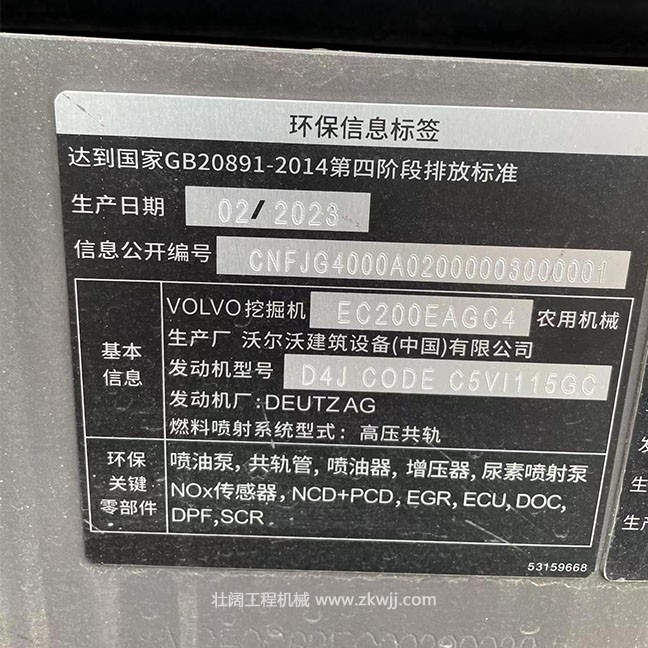 环保信息标签
达到国家GB20891-2014第四阶段排放标准
生产日期 02/2023
信息公开编号 CNFJG4000A02000003000001
VOLVO挖掘机 EC200EAGC4 农用机械
生产厂 沃尔沃建筑设备(中国)有限公司
基本信息
发动机型号 D4J CODE C5VI115GC
发动机厂:DEUTZ AG
燃料喷射系统型式：高压共轨
环保关键零部件
喷油泵，共轨管，喷油器，增压器，尿素喷射泵
NOx传感器，NCD+PCD，EGR，ECU，DOC，
DPF,SCR
53159668
壮阔工程机械 www.zkwjj.com